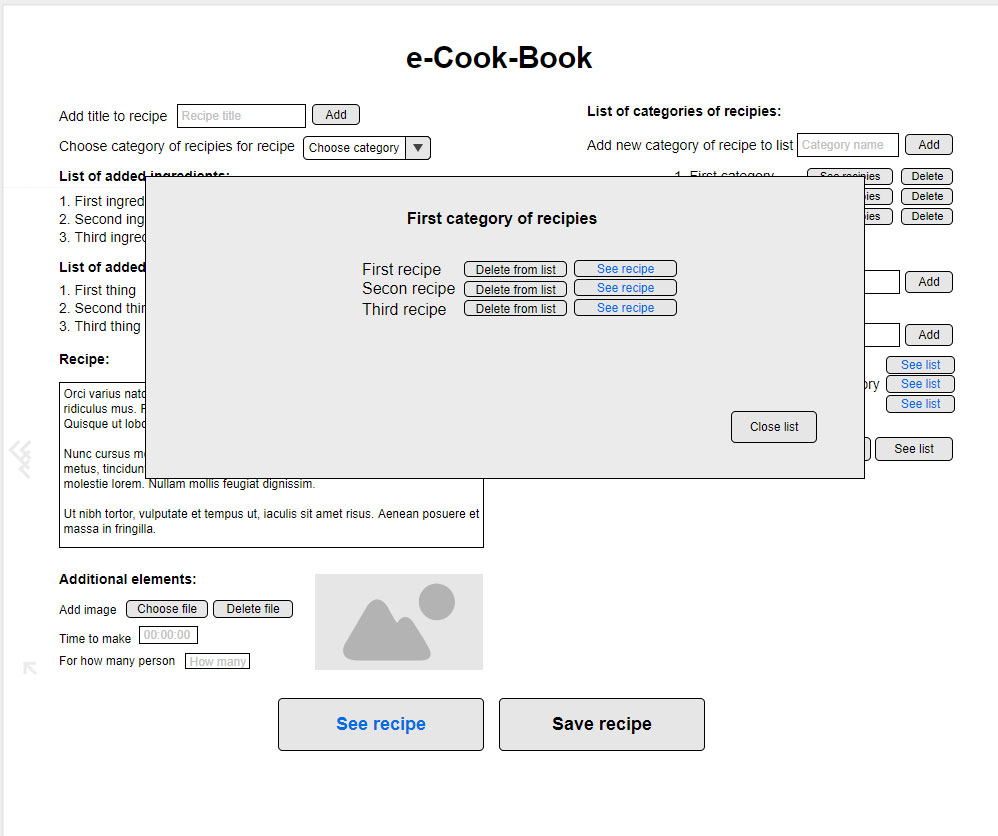 e-Cook-Book
Add title to recipe Recipe title Add
Choose category of recipies for recipe Choose category
List of added ingredients:
1. First ingred
2. Second ing
3. Third ingred
List of added
1. First thing
2. Second thin
3. Third thing
Recipe:
Orci varius nato
ridiculus mus. P
Quisque ut lobo
Nunc cursus me
metus, tincidun
molestie lorem. Nullam mollis feugiat dignissim.
Ut nibh tortor, vulputate et tempus ut, iaculis sit amet risus. Aenean posuere et
massa in fringilla.
Additional elements:
Add image Choose file Delete file
Time to make 00:00:00
For how many person How many
List of categories of recipies:
Add new category of recipe to list Category name Add
1. First category See recipies Delete
ies Delete
ies Delete
Add
Add
See list
ory See list
See list
See list
First category of recipies
First recipe Delete from list See recipe
Secon recipe Delete from list See recipe
Third recipe Delete from list See recipe
Close list
See recipe Save recipe